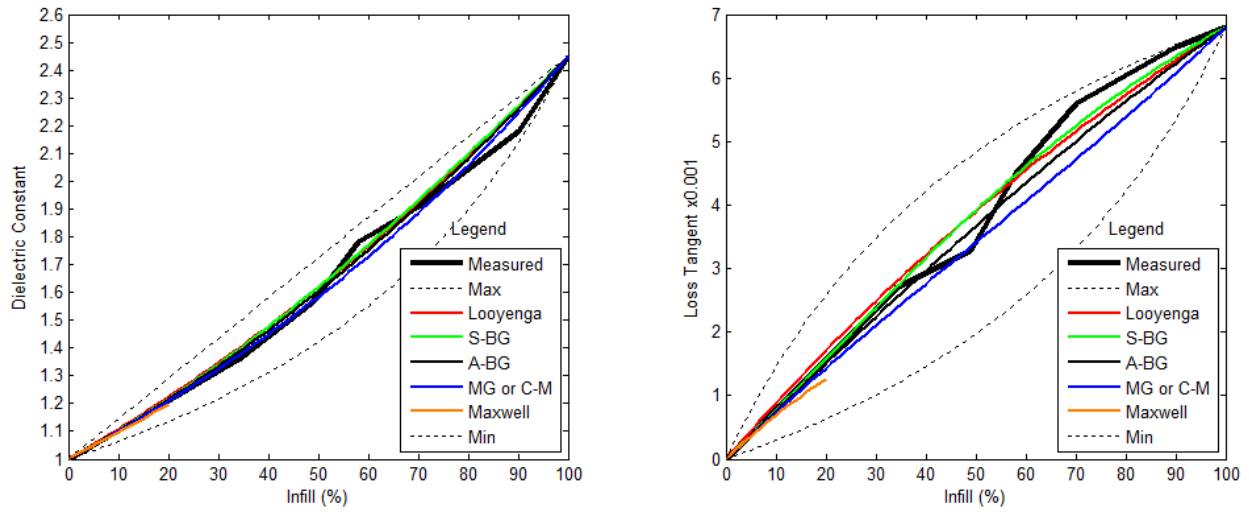 2.6
2.5
2.4
2.3
2.2
2.1
2
1.9
1.8
1.7
1.6
1.5
1.4
1.3
1.2
1.1
1
Dielectric Constant
0 10 20 30 40 50 60 70 80 90 100
Infill (%)
Legend
Measured
Max
Looyenga
S-BG
A-BG
MG or C-M
Maxwell
Min
7
6
5
4
3
2
1
0
Loss Tangent x0.001
0 10 20 30 40 50 60 70 80 90 100
Infill (%)
Legend
Measured
Max
Looyenga
S-BG
A-BG
MG or C-M
Maxwell
Min